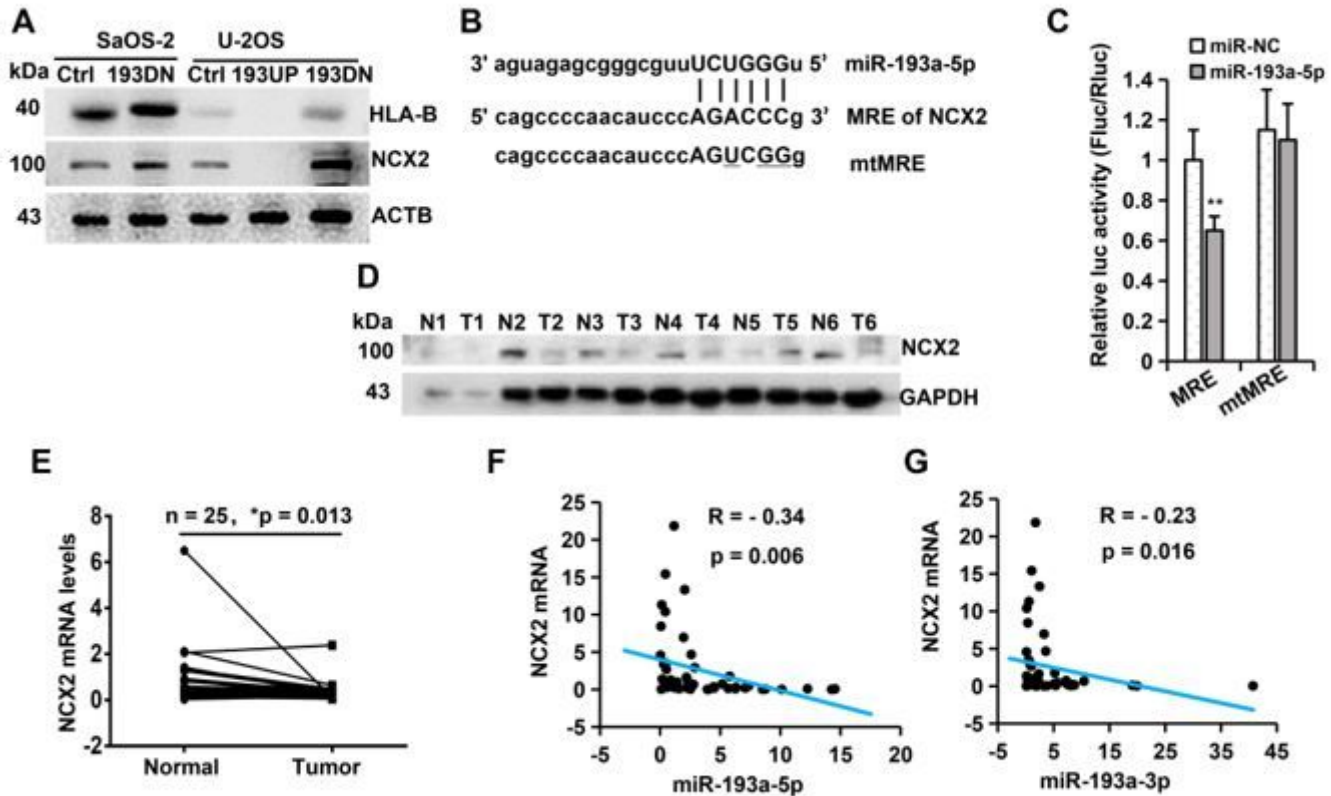 A
SaOS-2 U-2OS
kDa Ctrl 193DN Ctrl 193UP 193DN
40 HLA-B
100 NCX2
43 ACTB
B
3' aguagagcgggcguuUCUGGGu 5' miR-193a-5p
5' cagccccaacaucccAGACCCg 3' MRE of NCX2
cagccccaacaucccAGUCGGg mtMRE
C
miR-NC
miR-193a-5p
Relative luc activity (Fluc/Rluc)
1.4
1.2
1
0.8
0.6
0.4
0.2
0
MRE mtMRE
D
kDa N1 T1 N2 T2 N3 T3 N4 T4 N5 T5 N6 T6
100 NCX2
43 GAPDH
E
n = 25, *p = 0.013
NCX2 mRNA levels
8
6
4
2
0
-2
Normal Tumor
F
R = - 0.34
p = 0.006
NCX2 mRNA
25
20
15
10
5
0
-5
-5 0 5 10 15 20
miR-193a-5p
G
R = - 0.23
p = 0.016
NCX2 mRNA
25
20
15
10
5
0
-5
-5 5 15 25 35 45
miR-193a-3p